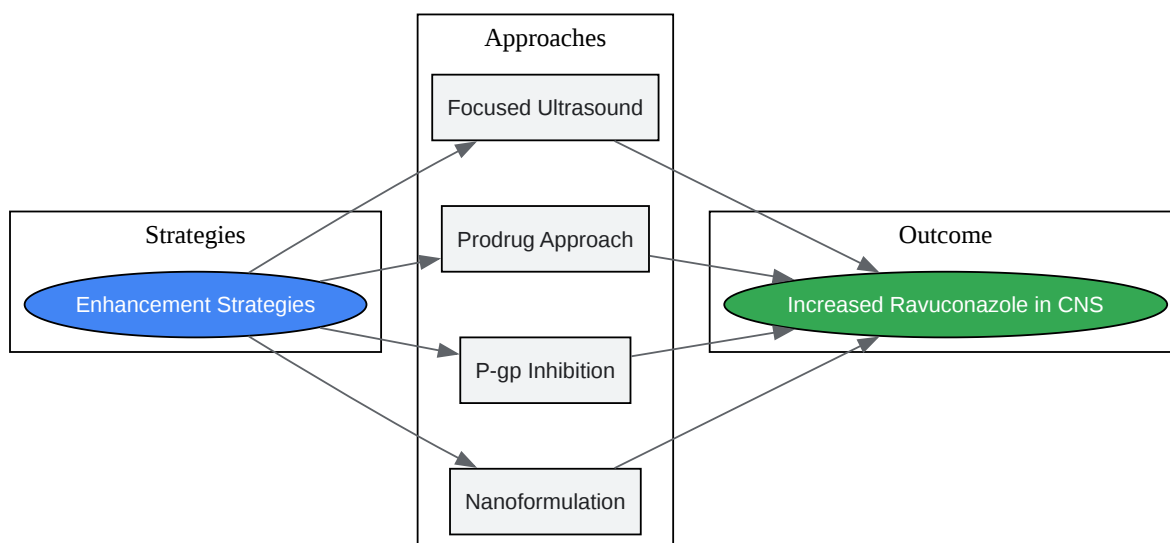 Approaches
Focused Ultrasound
Prodrug Approach
P-gp Inhibition
Nanoformulation
Strategies
Enhancement Strategies
Outcome
Increased Ravuconazole in CNS